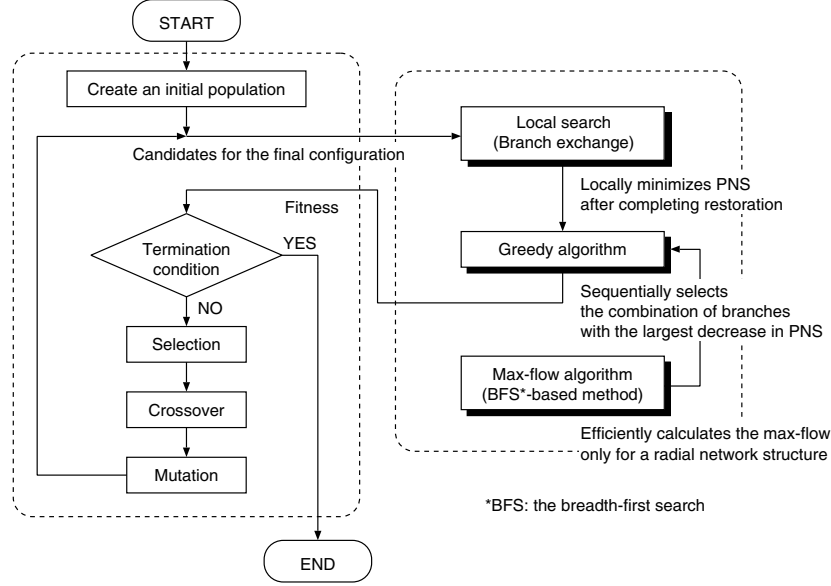 START
Create an initial population
Candidates for the final configuration
Local search
(Branch exchange)
Locally minimizes PNS
after completing restoration
Fitness
Termination
condition
YES
NO
Greedy algorithm
Sequentially selects
the combination of branches
with the largest decrease in PNS
Selection
Crossover
Mutation
Max-flow algorithm
(BFS*-based method)
Efficiently calculates the max-flow
only for a radial network structure
*BFS: the breadth-first search
END